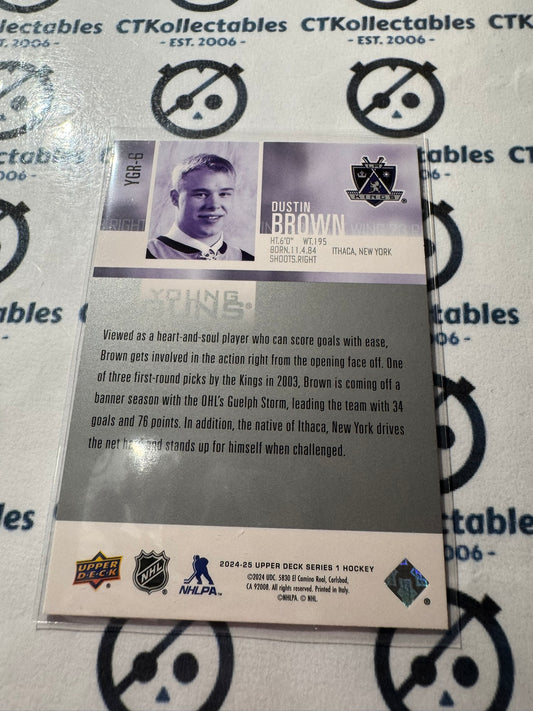 CTKollectables
- EST. 2006 -
YGR-6
DUSTIN
BROWN
KINGS
RIGHT
HT.6'0" WT.195
BORN.11.4.84 ITHACA, NEW YORK
SHOOTS.RIGHT
YOUNG
GUNS®
Viewed as a heart-and-soul player who can score goals with ease,
Brown gets involved in the action right from the opening face off. One
of three first-round picks by the Kings in 2003, Brown is coming off a
banner season with the OHL's Guelph Storm, leading the team with 34
goals and 76 points. In addition, the native of Ithaca, New York drives
the net hard and stands up for himself when challenged.
UPPER
DECK
NHL
NHLPA
2024-25 UPPER DECK SERIES 1 HOCKEY
©2024 UDC. 5830 El Camino Real, Carlsbad,
CA 92008. All rights reserved. Printed in Italy.
©NHLPA. © NHL.